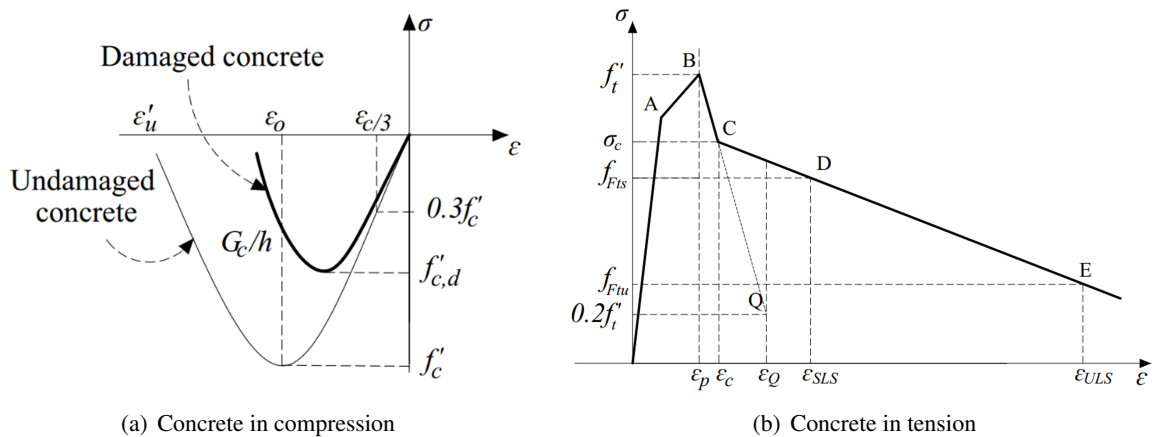 σ
Damaged concrete
ε'u
εo
εc/3
ε
Undamaged
concrete
0.3f'c
Gc/h
f'c,d
f'c
(a) Concrete in compression
σ
f't
B
A
σc
C
fFts
D
fFtu
E
0.2f't
Q
εp
εc
εQ
εSLS
εULS
ε
(b) Concrete in tension